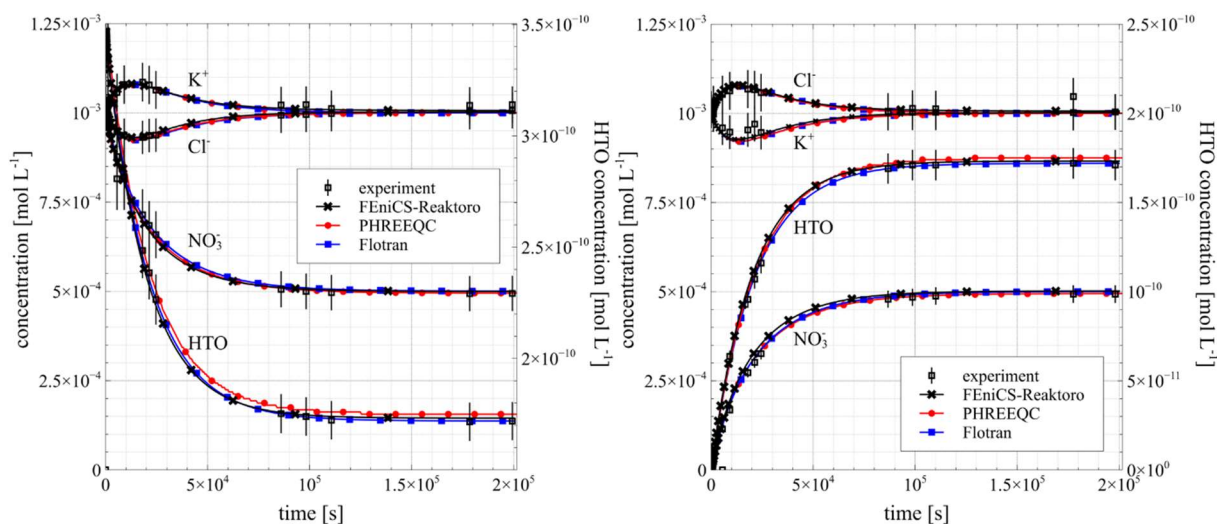 1.25×10⁻³
10⁻³
7.5×10⁻⁴
5×10⁻⁴
2.5×10⁻⁴
0
concentration [mol L⁻¹]
K⁺
Cl⁻
NO₃⁻
HTO
experiment
FEniCS-Reaktoro
PHREEQC
Flotran
0
5×10⁴
10⁵
1.5×10⁵
2×10⁵
time [s]
3.5×10⁻¹⁰
3×10⁻¹⁰
2.5×10⁻¹⁰
2×10⁻¹⁰
HTO concentration [mol L⁻¹]
1.25×10⁻³
10⁻³
7.5×10⁻⁴
5×10⁻⁴
2.5×10⁻⁴
0
concentration [mol L⁻¹]
Cl⁻
K⁺
HTO
NO₃⁻
experiment
FEniCS-Reaktoro
PHREEQC
Flotran
0
5×10⁴
10⁵
1.5×10⁵
2×10⁵
time [s]
2.5×10⁻¹⁰
2×10⁻¹⁰
1.5×10⁻¹⁰
10⁻¹⁰
5×10⁻¹¹
0×10⁰
HTO concentration [mol L⁻¹]